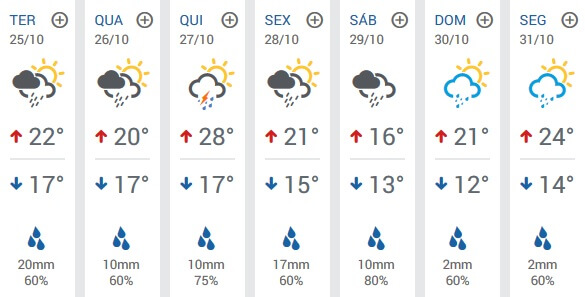 TER
25/10
22°
17°
20mm
60%
QUA
26/10
20°
17°
10mm
60%
QUI
27/10
28°
17°
10mm
75%
SEX
28/10
21°
15°
17mm
60%
SÁB
29/10
16°
13°
10mm
80%
DOM
30/10
21°
12°
2mm
60%
SEG
31/10
24°
14°
2mm
60%